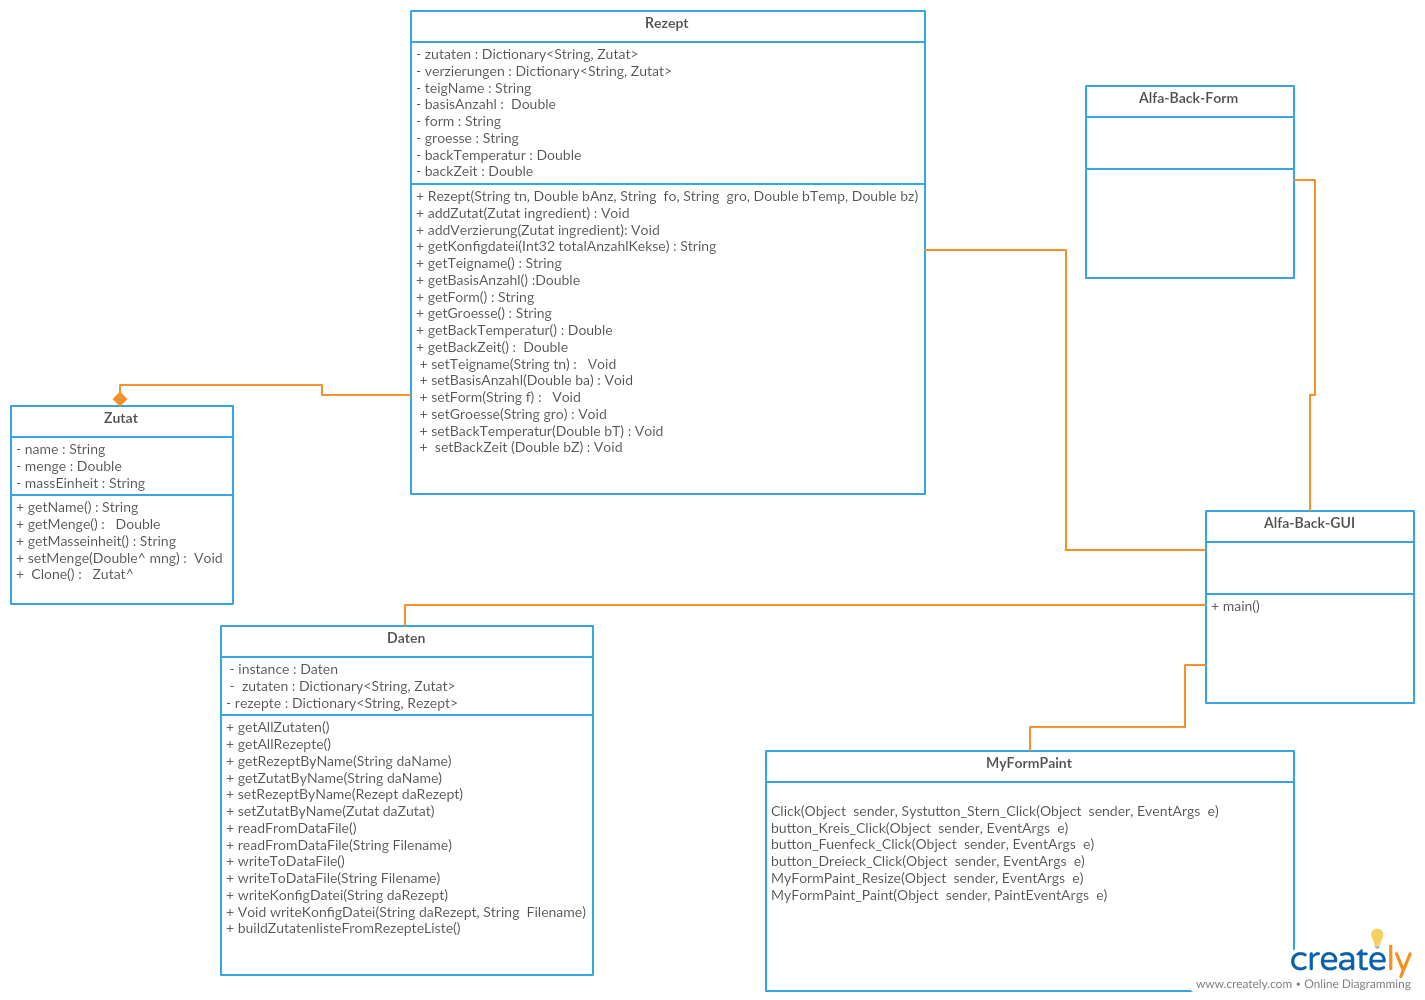 Rezept
- zutaten : Dictionary<String, Zutat>
- verzierungen : Dictionary<String, Zutat>
- teigName : String
- basisAnzahl :  Double
- form : String
- groesse : String
- backTemperatur : Double
- backZeit : Double
+ Rezept(String tn, Double bAnz, String  fo, String  gro, Double bTemp, Double bz)
+ addZutat(Zutat ingredient) : Void
+ addVerzierung(Zutat ingredient): Void
+ getKonfigdatei(Int32 totalAnzahlKekse) : String
+ getTeigname() : String
+ getBasisAnzahl() :Double
+ getForm() : String
+ getGroesse() : String
+ getBackTemperatur() : Double
+ getBackZeit() :  Double
+ setTeigname(String tn) :   Void
+ setBasisAnzahl(Double ba) : Void
+ setForm(String f) :   Void
+ setGroesse(String gro) : Void
+ setBackTemperatur(Double bT) : Void
+  setBackZeit (Double bZ) : Void
Alfa-Back-Form
Zutat
- name : String
- menge : Double
- massEinheit : String
+ getName() : String
+ getMenge() :   Double
+ getMasseinheit() : String
+ setMenge(Double^ mng) :  Void
+  Clone() :   Zutat^
Alfa-Back-GUI
+ main()
Daten
- instance : Daten
-  zutaten : Dictionary<String, Zutat>
- rezepte : Dictionary<String, Rezept>
+ getAllZutaten()
+ getAllRezepte()
+ getRezeptByName(String daName)
+ getZutatByName(String daName)
+ setRezeptByName(Rezept daRezept)
+ setZutatByName(Zutat daZutat)
+ readFromDataFile()
+ readFromDataFile(String Filename)
+ writeToDataFile()
+ writeToDataFile(String Filename)
+ writeKonfigDatei(String daRezept)
+ Void writeKonfigDatei(String daRezept, String  Filename)
+ buildZutatenlisteFromRezepteListe()
MyFormPaint
Click(Object  sender, Systutton_Stern_Click(Object  sender, EventArgs  e)
button_Kreis_Click(Object  sender, EventArgs  e)
button_Fuenfeck_Click(Object  sender, EventArgs  e)
button_Dreieck_Click(Object  sender, EventArgs  e)
MyFormPaint_Resize(Object  sender, EventArgs  e)
MyFormPaint_Paint(Object  sender, PaintEventArgs  e)
creately
www.creately.com • Online Diagramming